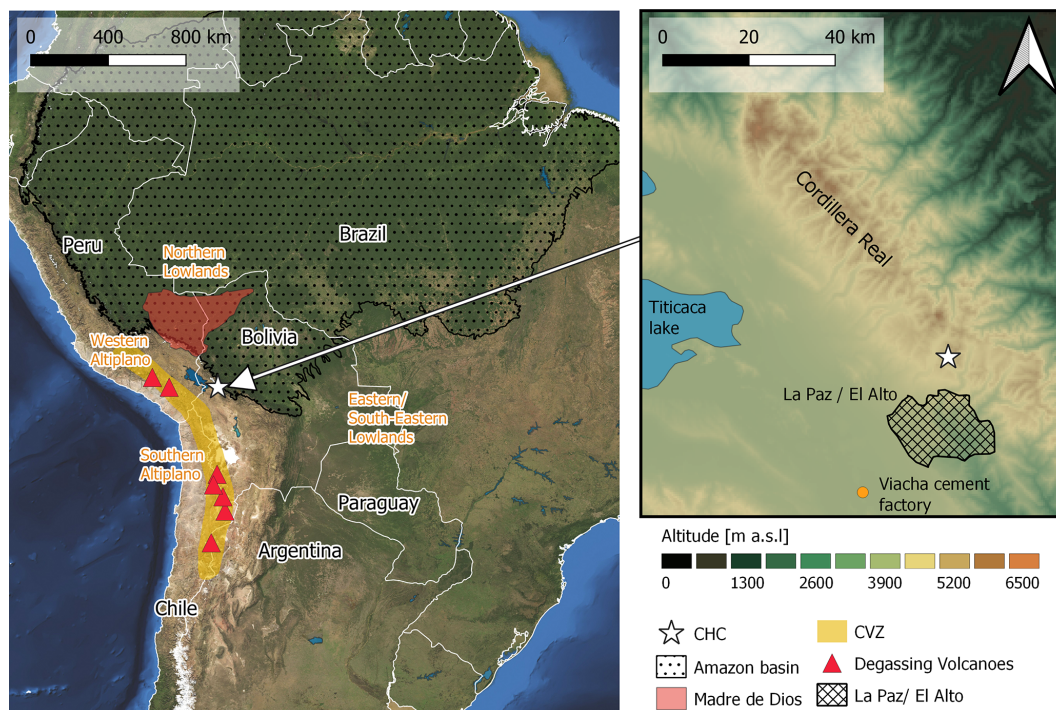 0 400 800 km
Peru
Northern
Lowlands
Brazil
Bolivia
Western
Altiplano
Eastern/
South-Eastern
Lowlands
Southern
Altiplano
Paraguay
Argentina
Chile
0 20 40 km
Cordillera Real
Titicaca
lake
La Paz / El Alto
Viacha cement
factory
Altitude [m a.s.l]
0 1300 2600 3900 5200 6500
CHC
CVZ
Amazon basin
Degassing Volcanoes
Madre de Dios
La Paz/ El Alto